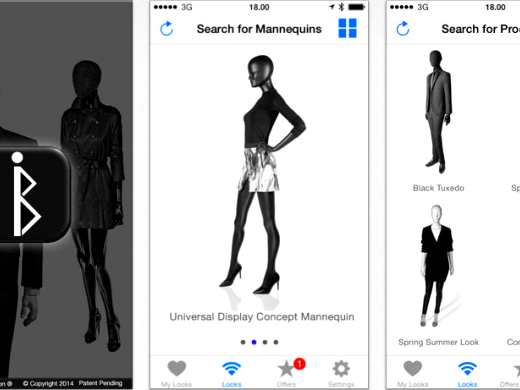 on ® © Copyright 2014 Patent Pending
3G 18.00
Search for Mannequins
Universal Display Concept Mannequin
1
My Looks Looks Offers Settings
3G 18.00
Search for Pro
Black Tuxedo Sp
Spring Summer Look Co
My Looks Looks Offers